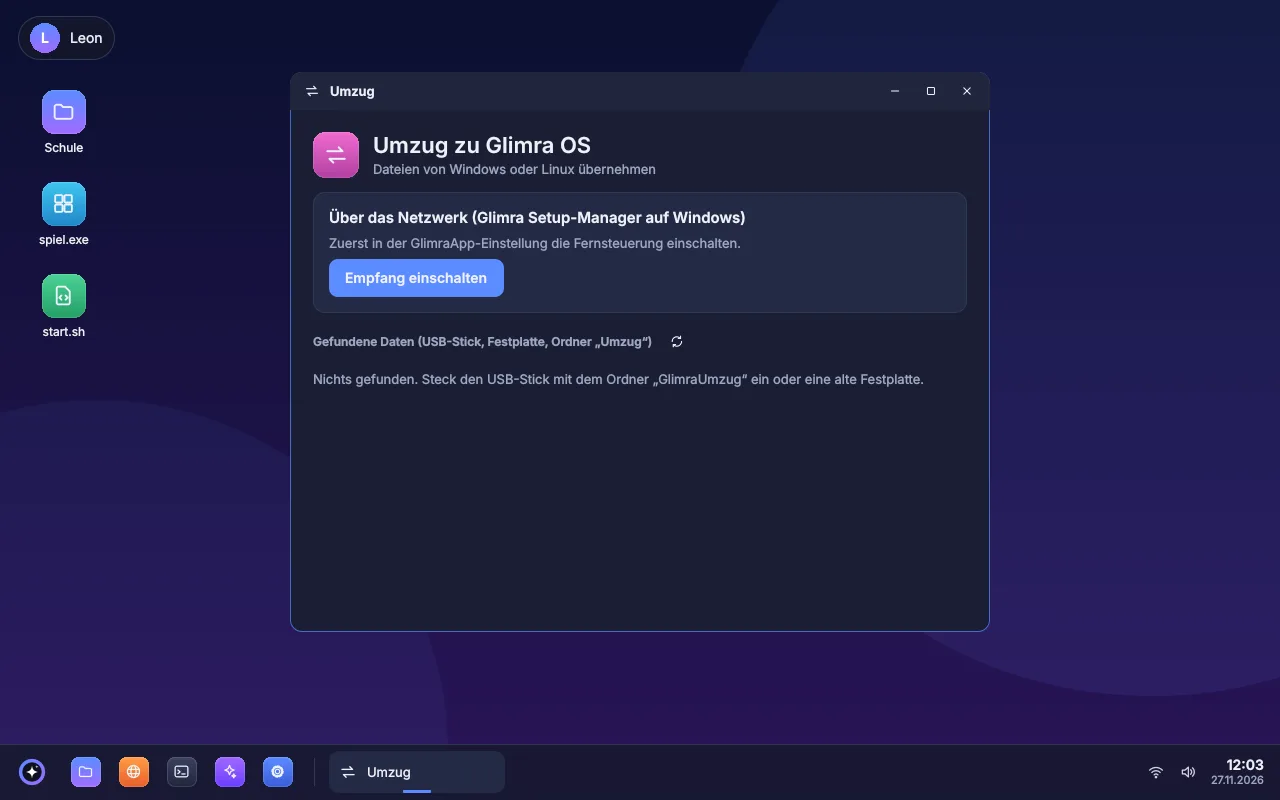 L Leon
Schule
spiel.exe
start.sh
Umzug
Umzug zu Glimra OS
Dateien von Windows oder Linux übernehmen
Über das Netzwerk (Glimra Setup-Manager auf Windows)
Zuerst in der GlimraApp-Einstellung die Fernsteuerung einschalten.
Empfang einschalten
Gefundene Daten (USB-Stick, Festplatte, Ordner „Umzug“)
Nichts gefunden. Steck den USB-Stick mit dem Ordner „GlimraUmzug“ ein oder eine alte Festplatte.
Umzug
12:03
27.11.2026